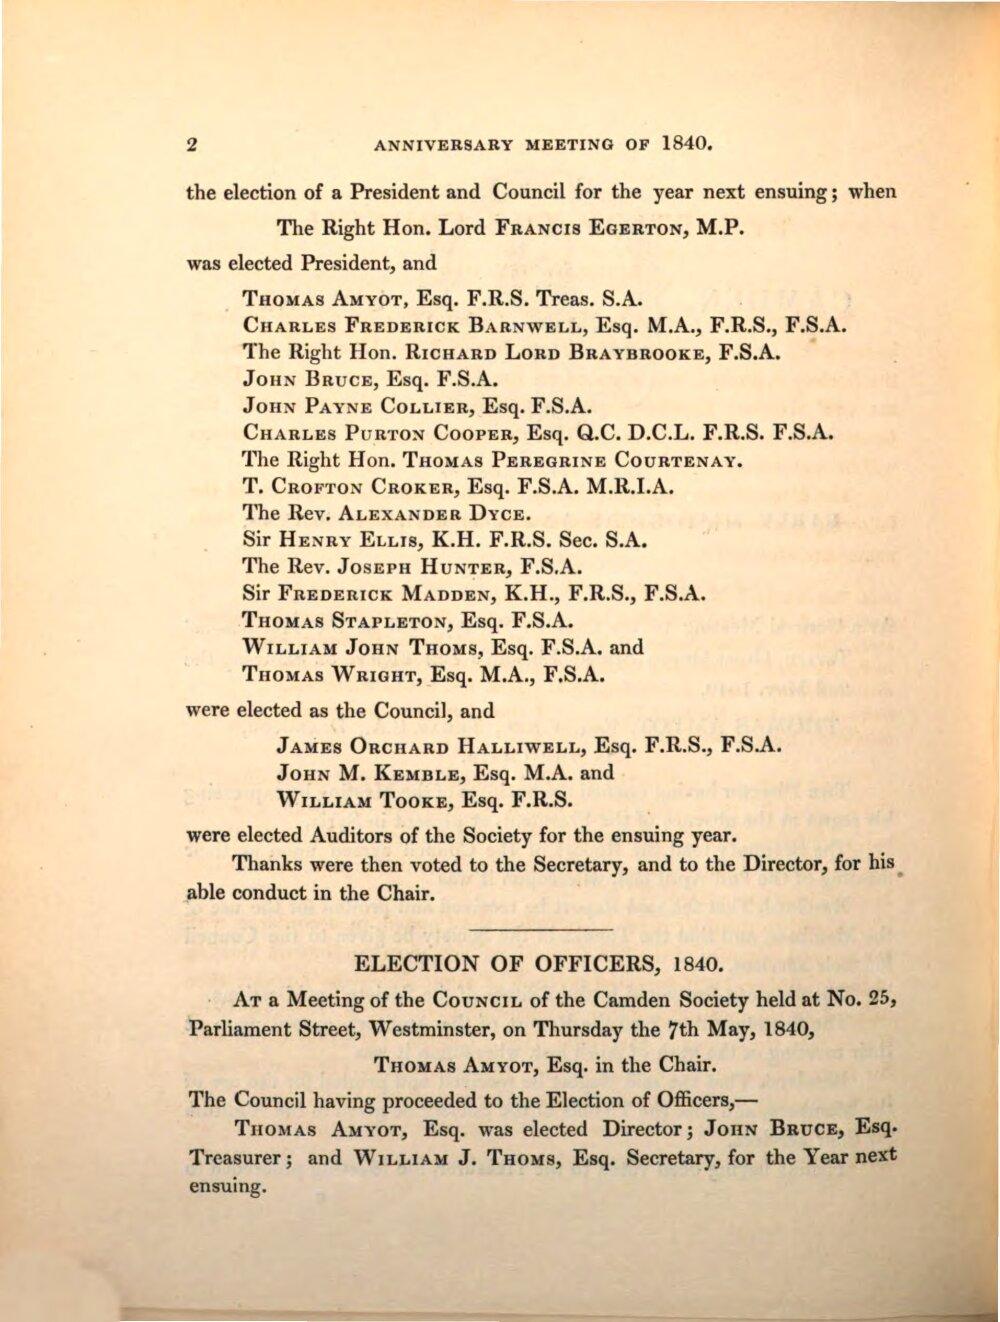 2 ANNIVERSARY MEETING OF 1840.
the election of a President and Council for the year next ensuing; when
The Right Hon. Lord FRANCIS EGERTON, M.P.
was elected President, and
THOMAS AMYOT, Esq. F.R.S. Treas. S.A.
CHARLES FREDERICK BARNWELL, Esq. M.A., F.R.S., F.S.A.
The Right Hon. RICHARD LORD BRAYBROOKE, F.S.A.
JOHN BRUCE, Esq. F.S.A.
JOHN PAYNE COLLIER, Esq. F.S.A.
CHARLES PURTON COOPER, Esq. Q.C. D.C.L. F.R.S. F.S.A.
The Right Hon. THOMAS PEREGRINE COURTENAY.
T. CROFTON CROKER, Esq. F.S.A. M.R.I.A.
The Rev. ALEXANDER DYCE.
Sir HENRY ELLIS, K.H. F.R.S. Sec. S.A.
The Rev. JOSEPH HUNTER, F.S.A.
Sir FREDERICK MADDEN, K.H., F.R.S., F.S.A.
THOMAS STAPLETON, Esq. F.S.A.
WILLIAM JOHN THOMS, Esq. F.S.A. and
THOMAS WRIGHT, Esq. M.A., F.S.A.
were elected as the Council, and
JAMES ORCHARD HALLIWELL, Esq. F.R.S., F.S.A.
JOHN M. KEMBLE, Esq. M.A. and
WILLIAM TOOKE, Esq. F.R.S.
were elected Auditors of the Society for the ensuing year.
Thanks were then voted to the Secretary, and to the Director, for his
able conduct in the Chair.
ELECTION OF OFFICERS, 1840.
AT a Meeting of the COUNCIL of the Camden Society held at No. 25,
Parliament Street, Westminster, on Thursday the 7th May, 1840,
THOMAS AMYOT, Esq. in the Chair.
The Council having proceeded to the Election of Officers,—
THOMAS AMYOT, Esq. was elected Director; JOHN BRUCE, Esq.
Treasurer; and WILLIAM J. THOMS, Esq. Secretary, for the Year next
ensuing.